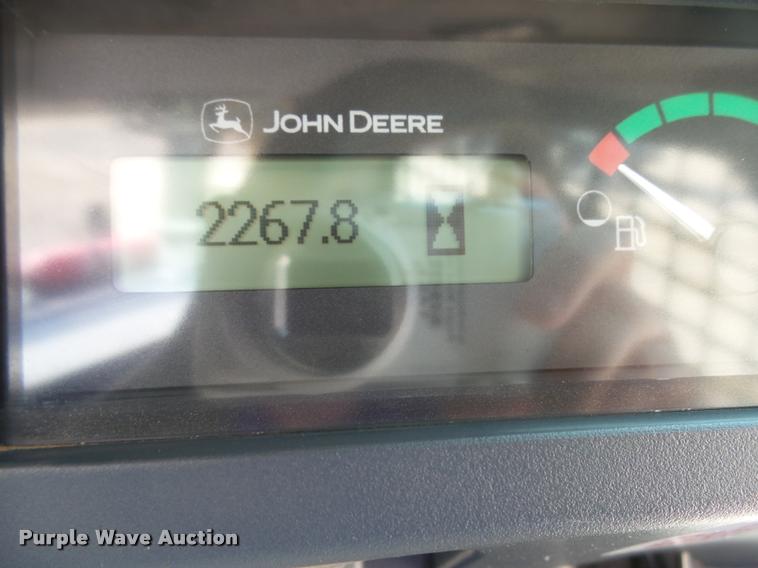 JOHN DEERE
2267.8
Purple Wave Auction